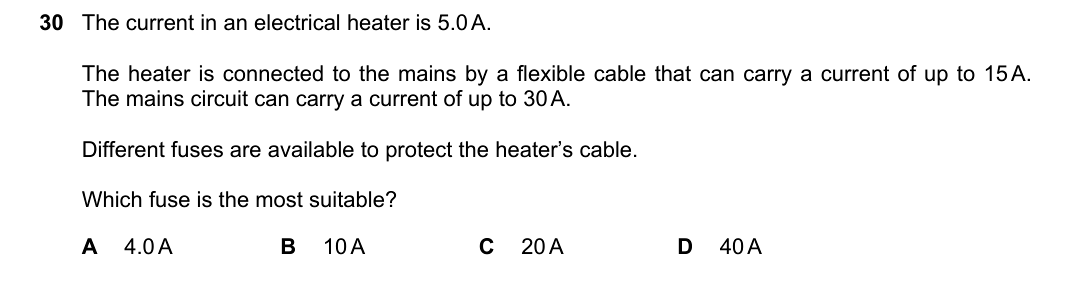 30 The current in an electrical heater is 5.0 A.
The heater is connected to the mains by a flexible cable that can carry a current of up to 15 A.
The mains circuit can carry a current of up to 30 A.
Different fuses are available to protect the heater’s cable.
Which fuse is the most suitable?
A 4.0 A B 10 A C 20 A D 40 A